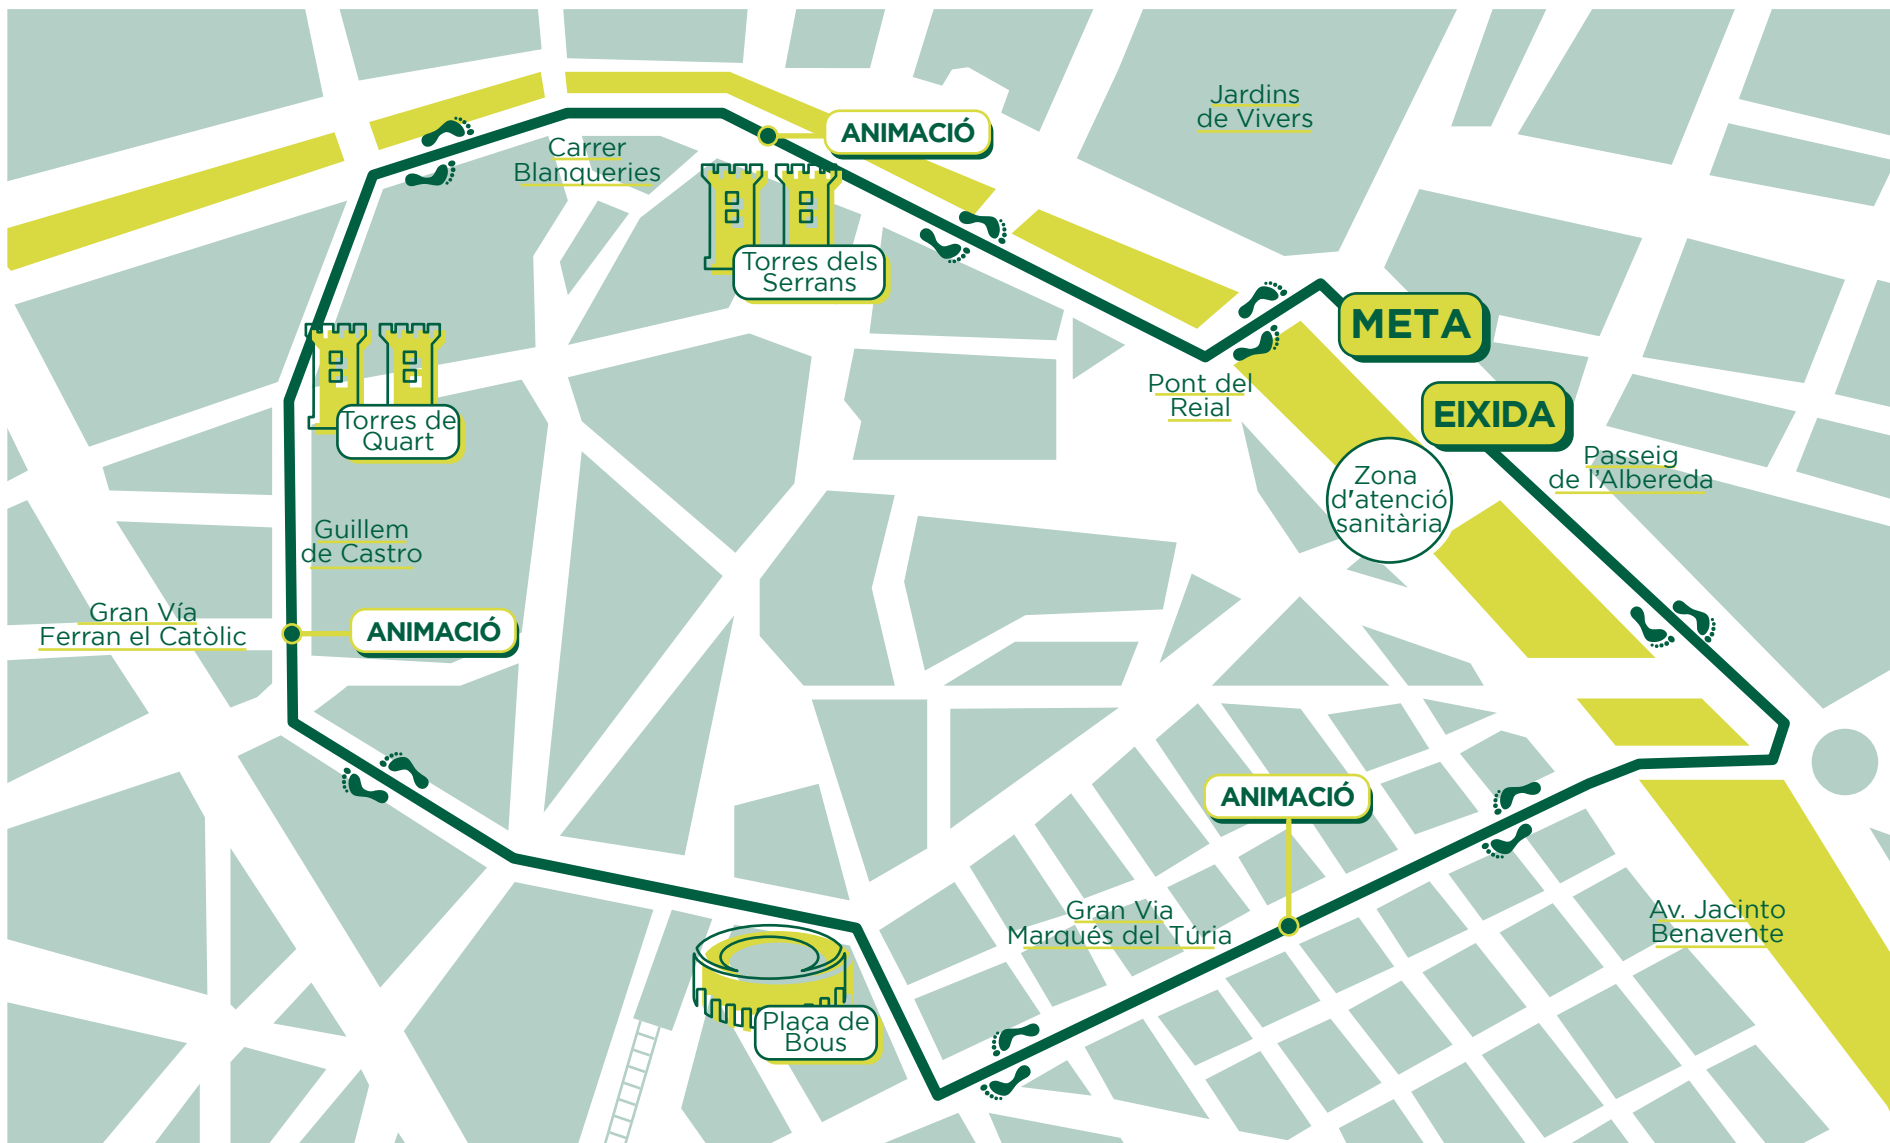 Jardins
de Vivers
ANIMACIÓ
Carrer
Blanqueries
Torres dels
Serrans
META
Pont del
Reial
EIXIDA
Torres de
Quart
Passeig
de l'Albereda
Zona
d'atenció
sanitària
Guillem
de Castro
Gran Vía
Ferran el Catòlic
ANIMACIÓ
ANIMACIÓ
Gran Via
Marqués del Túria
Av. Jacinto
Benavente
Plaça de
Bous